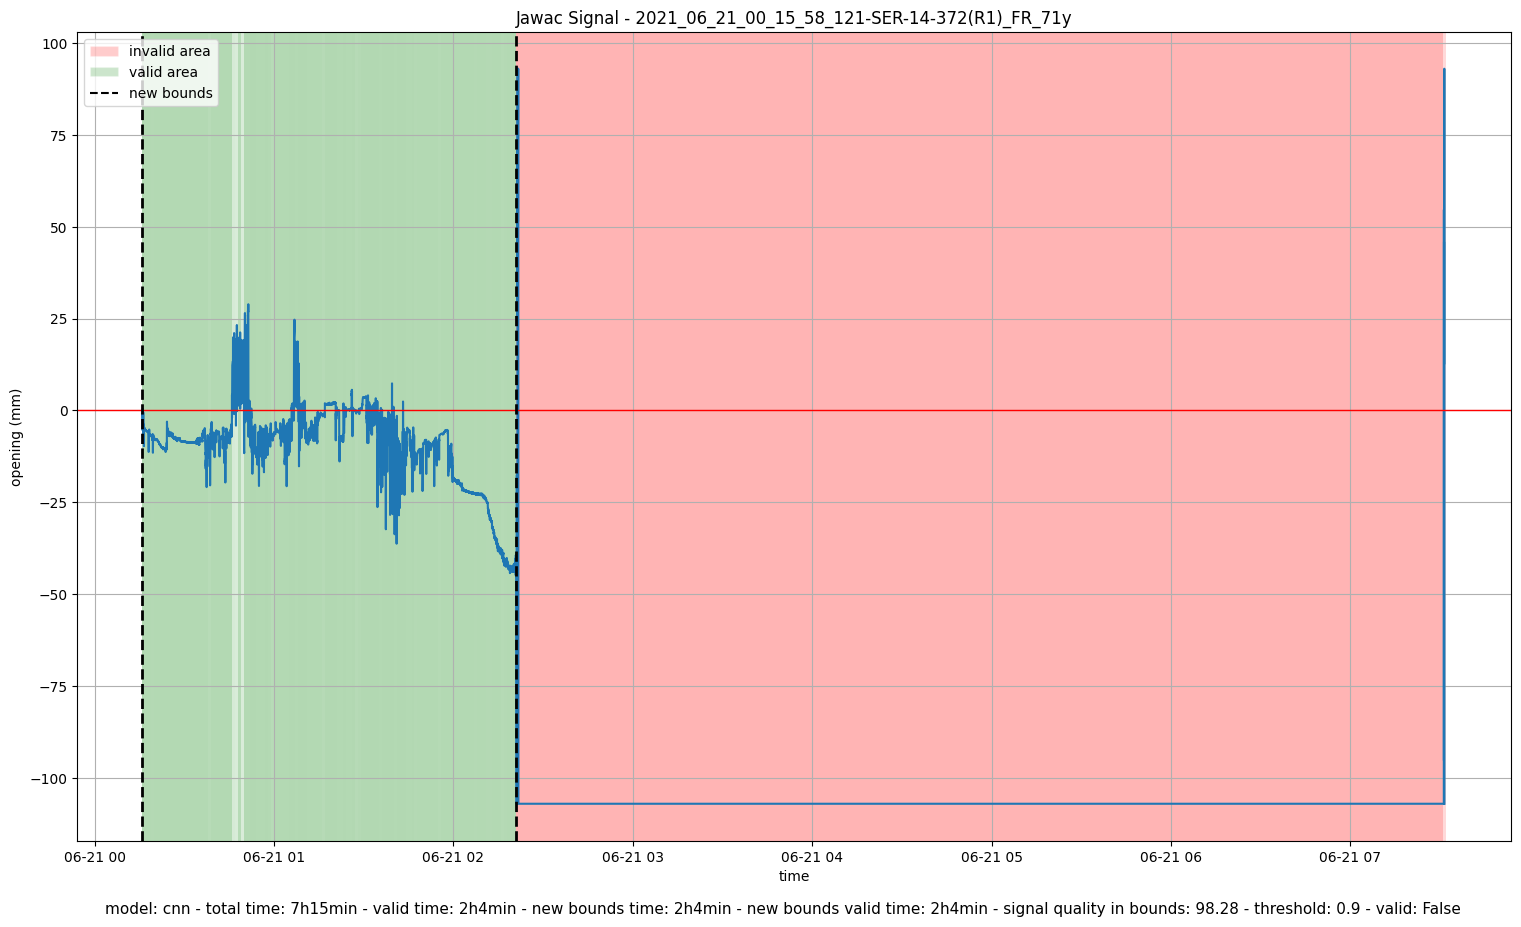 Jawac Signal - 2021_06_21_00_15_58_121-SER-14-372(R1)_FR_71y
invalid area
valid area
new bounds
100
75
50
25
0
−25
−50
−75
−100
opening (mm)
06-21 00 06-21 01 06-21 02 06-21 03 06-21 04 06-21 05 06-21 06 06-21 07
time
model: cnn - total time: 7h15min - valid time: 2h4min - new bounds time: 2h4min - new bounds valid time: 2h4min - signal quality in bounds: 98.28 - threshold: 0.9 - valid: False